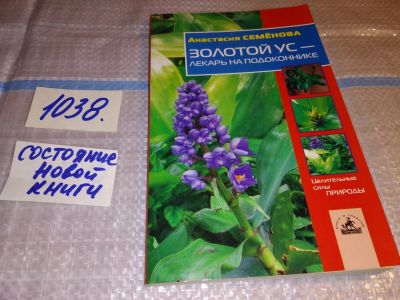 Анастасия СЕМЁНОВА
ЗОЛОТОЙ УС —
ЛЕКАРЬ НА ПОДОКОННИКЕ
1038.
состояние
новой
книги
Целительные
силы
ПРИРОДЫ